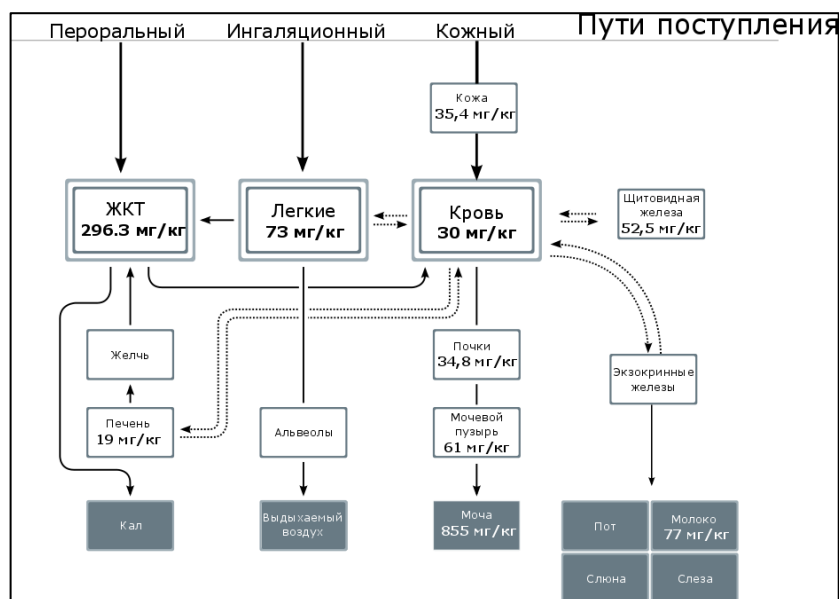 Пути поступления
Пероральный
Ингаляционный
Кожный
Кожа
35,4 мг/кг
ЖКТ
296.3 мг/кг
Легкие
73 мг/кг
Кровь
30 мг/кг
Щитовидная
железа
52,5 мг/кг
Желчь
Почки
34,8 мг/кг
Экзокринные
железы
Печень
19 мг/кг
Альвеолы
Мочевой
пузырь
61 мг/кг
Кал
Выдыхаемый
воздух
Моча
855 мг/кг
Пот
Молоко
77 мг/кг
Слюна
Слеза